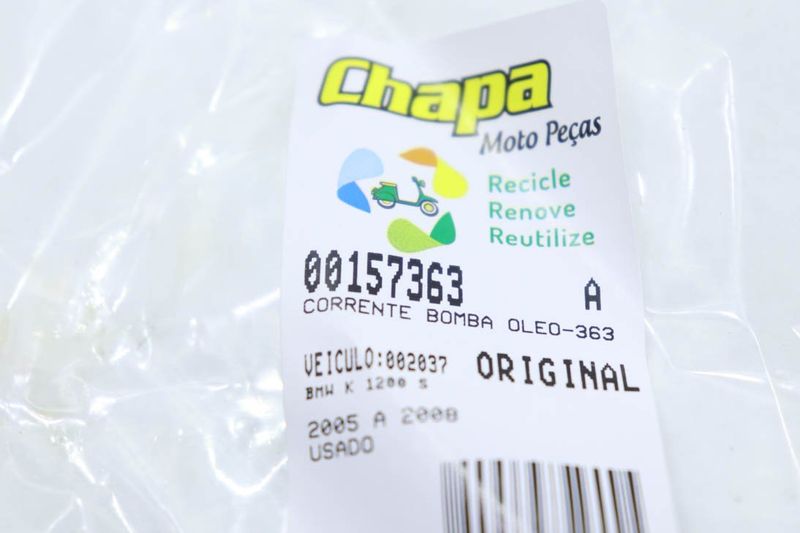 Chapa
Moto Peças
Recicle
Renove
Reutilize
00157363 A
CORRENTE BOMBA OLEO-363
VEICULO:002037 ORIGINAL
BMW K 1200 S
2005 A 2008
USADO